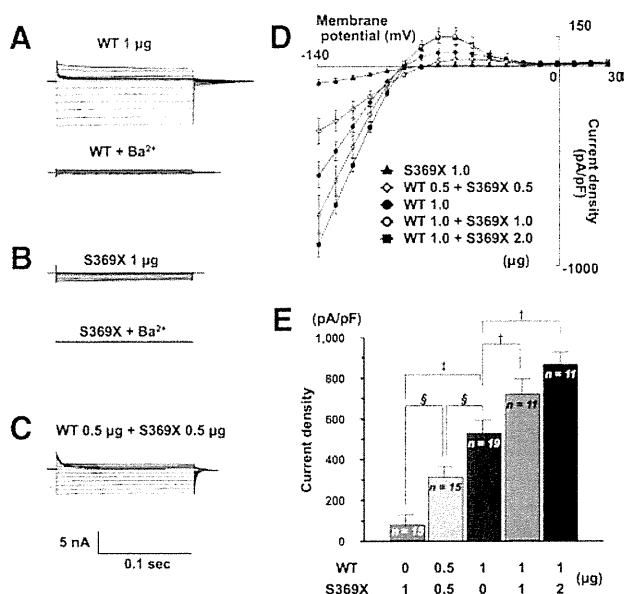 A
WT 1 µg
WT + Ba²⁺
B
S369X 1 µg
S369X + Ba²⁺
C
WT 0.5 µg + S369X 0.5 µg
5 nA
0.1 sec
D
Membrane
potential (mV)
150
-140
0
30
Current density
(pA/pF)
S369X 1.0
WT 0.5 + S369X 0.5
WT 1.0
WT 1.0 + S369X 1.0
WT 1.0 + S369X 2.0
(µg)
-1000
E
(pA/pF)
1,000
800
600
400
200
0
Current density
†
†
‡
§
§
n = 15
n = 15
n = 19
n = 11
n = 11
WT 0 0.5 1 1 1
S369X 1 0.5 0 1 2
(µg)